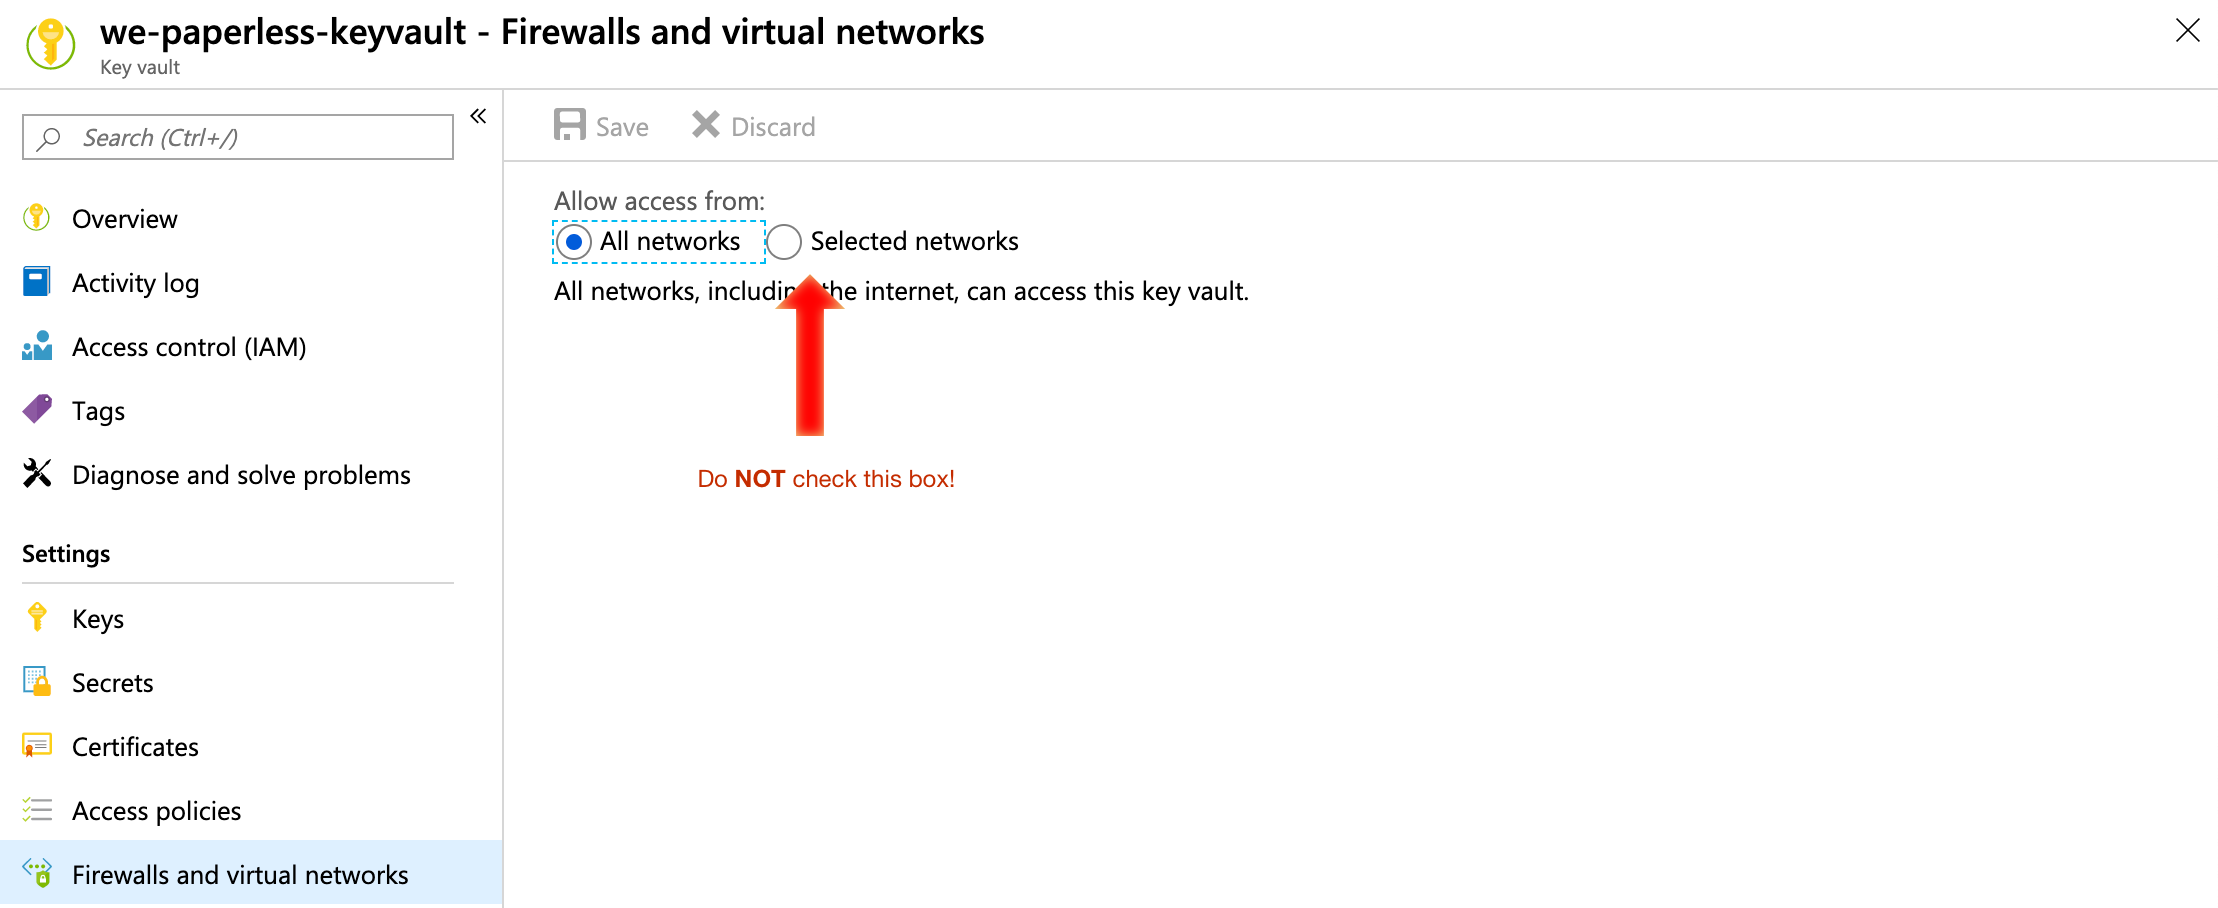 we-paperless-keyvault - Firewalls and virtual networks
Key vault
Search (Ctrl+/)
Overview
Activity log
Access control (IAM)
Tags
Diagnose and solve problems
Settings
Keys
Secrets
Certificates
Access policies
Firewalls and virtual networks
Save Discard
Allow access from:
All networks Selected networks
All networks, including the internet, can access this key vault.
Do NOT check this box!